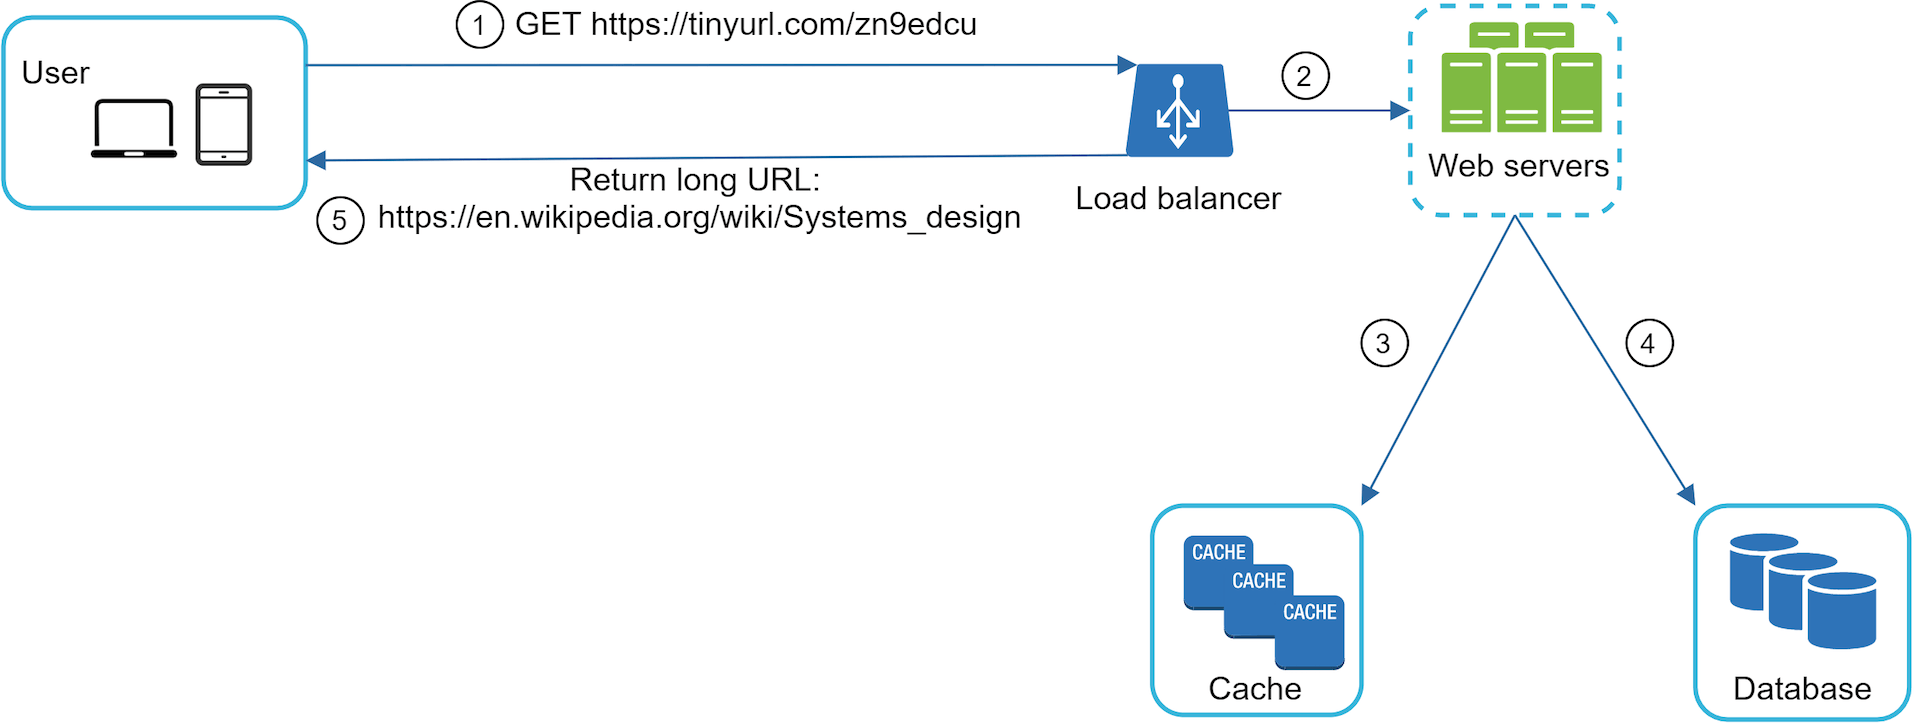 1 GET https://tinyurl.com/zn9edcu
User
2
Web servers
Return long URL:
Load balancer
5 https://en.wikipedia.org/wiki/Systems_design
3
4
CACHE
CACHE
CACHE
Cache
Database